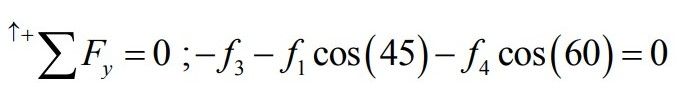 ↑+ ∑ F_y = 0 ; −f_3 − f_1 cos(45) − f_4 cos(60) = 0